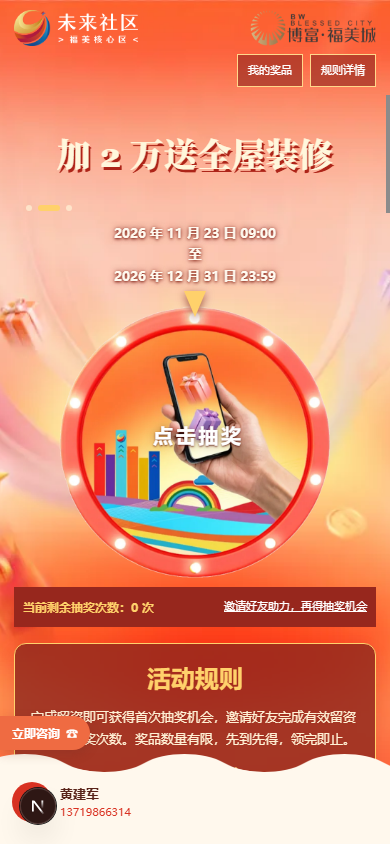 未来社区
> 福美核心区 <
BW
BLESSED CITY
博富·福美城
我的奖品
规则详情
加 2 万送全屋装修
2026 年 11 月 23 日 09:00
至
2026 年 12 月 31 日 23:59
点击抽奖
当前剩余抽奖次数：0 次
邀请好友助力，再得抽奖机会
活动规则
完成留资即可获得首次抽奖机会，邀请好友完成有效留资
奖次数。奖品数量有限，先到先得，领完即止。
立即咨询 ☎
黄建军
N
13719866314